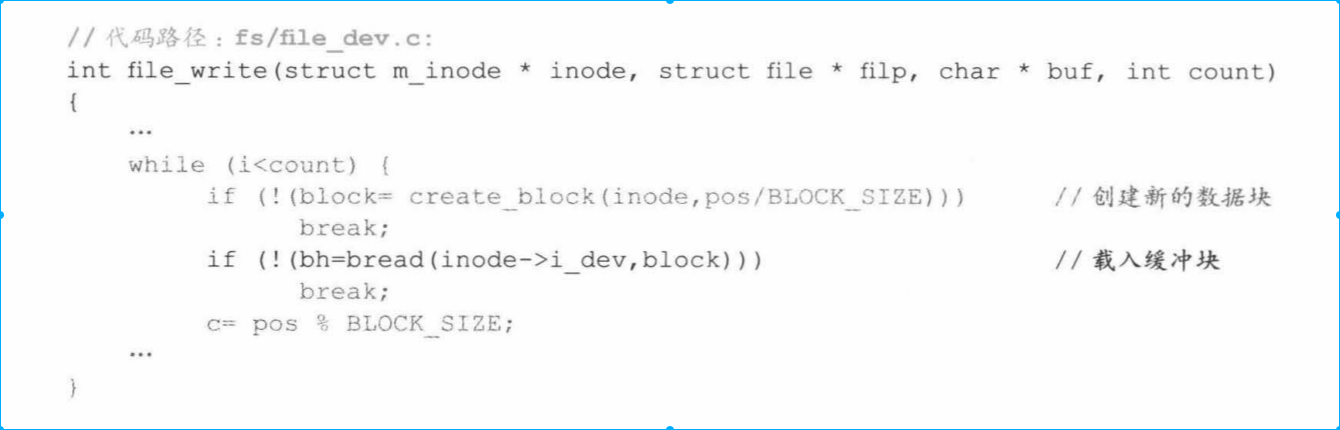 // 代码路径：fs/file_dev.c:
int file_write(struct m_inode * inode, struct file * filp, char * buf, int count)
{
…
while (i<count) {
if (!(block= create_block(inode,pos/BLOCK_SIZE))) // 创建新的数据块
break;
if (!(bh=bread(inode->i_dev,block))) // 载入缓冲块
break;
c= pos % BLOCK_SIZE;
…
}